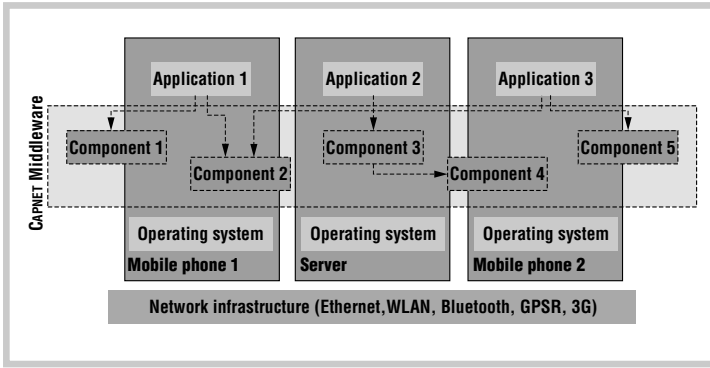 Application 1
Application 2
Application 3
CAPNET Middleware
Component 1
Component 3
Component 5
Component 2
Component 4
Operating system
Operating system
Operating system
Mobile phone 1
Server
Mobile phone 2
Network infrastructure (Ethernet,WLAN, Bluetooth, GPSR, 3G)